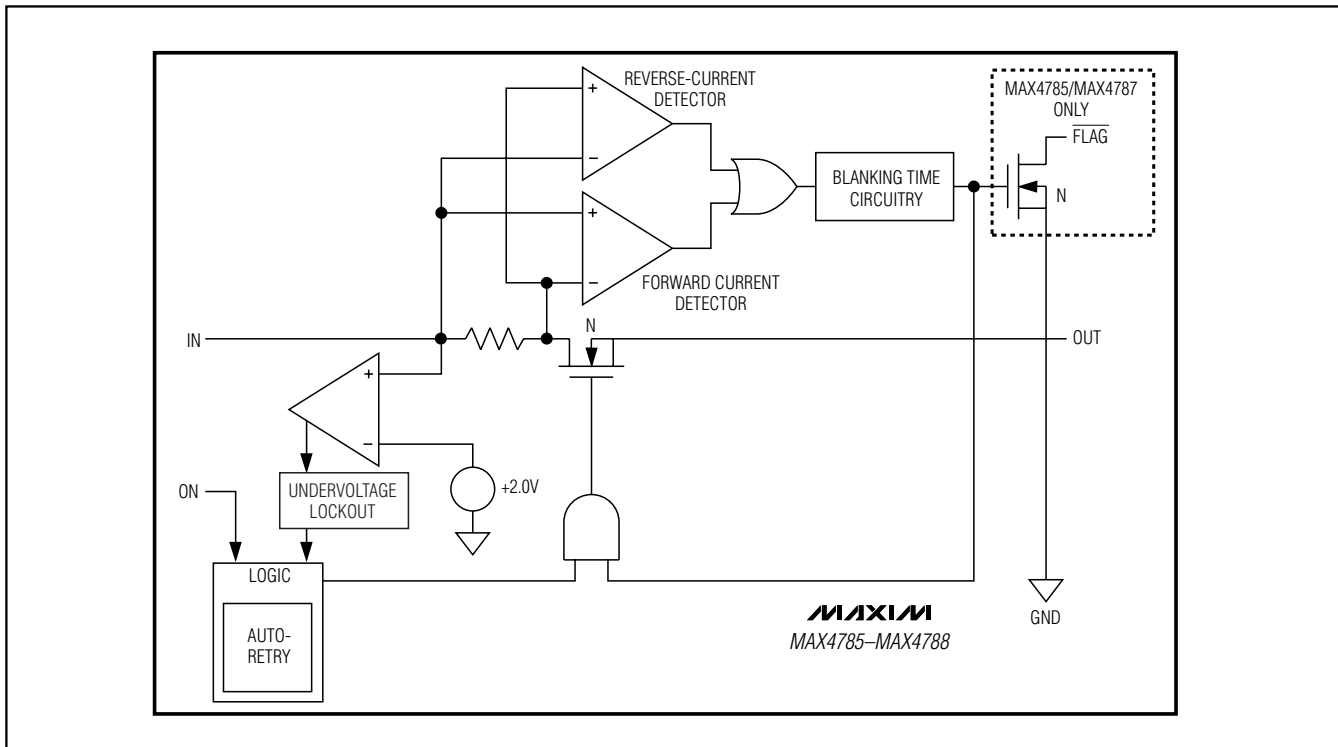 REVERSE-CURRENT
DETECTOR
MAX4785/MAX4787
ONLY
FLAG
+
−
BLANKING TIME
CIRCUITRY
N
+
−
FORWARD CURRENT
DETECTOR
IN
N
OUT
+
−
ON
UNDERVOLTAGE
LOCKOUT
+2.0V
LOGIC
AUTO-
RETRY
GND
MAXIM
MAX4785–MAX4788